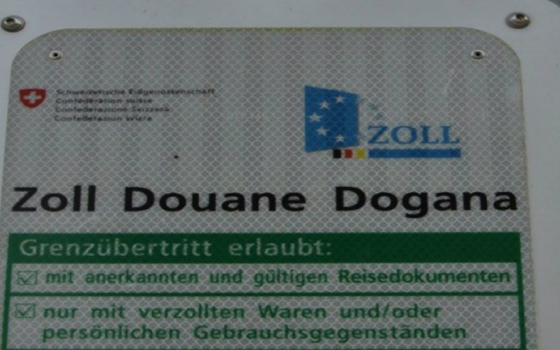 Schweizerische Eidgenossenschaft
Confédération suisse
Confederazione Svizzera
Confederaziun svizra
ZOLL
Zoll Douane Dogana
Grenzübertritt erlaubt:
mit anerkannten und gültigen Reisedokumenten
nur mit verzollten Waren und/oder
persönlichen Gebrauchsgegenständen